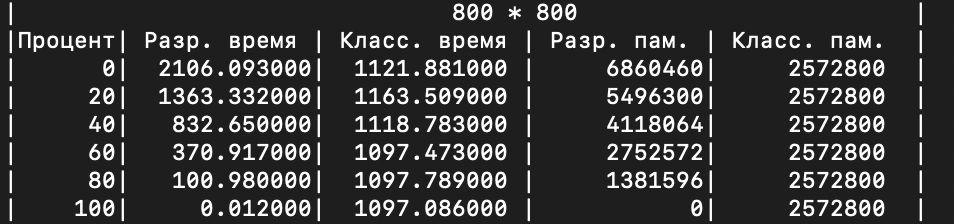 | 800 * 800 |
|Процент| Разр. время | Класс. время | Разр. пам. | Класс. пам. |
| 0| 2106.093000| 1121.881000 | 6860460| 2572800 |
| 20| 1363.332000| 1163.509000 | 5496300| 2572800 |
| 40| 832.650000| 1118.783000 | 4118064| 2572800 |
| 60| 370.917000| 1097.473000 | 2752572| 2572800 |
| 80| 100.980000| 1097.789000 | 1381596| 2572800 |
| 100| 0.012000| 1097.086000 | 0| 2572800 |